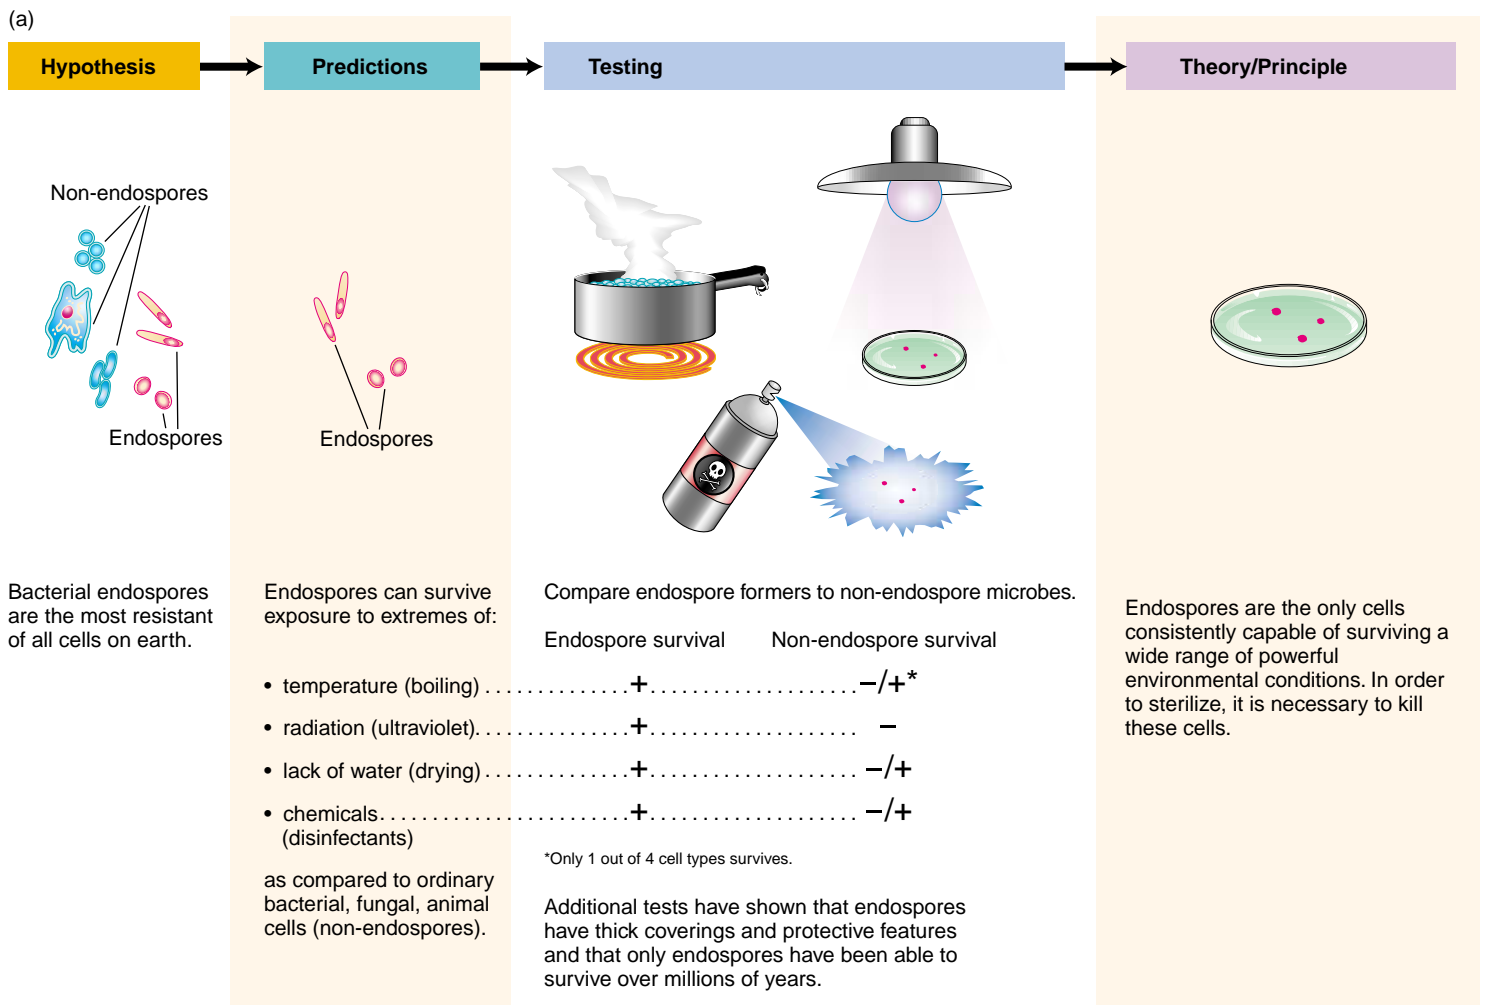 (a)
Hypothesis
Predictions
Testing
Theory/Principle
Non-endospores
Endospores
Endospores
Bacterial endospores
are the most resistant
of all cells on earth.
Endospores can survive
exposure to extremes of:
Compare endospore formers to non-endospore microbes.
Endospore survival Non-endospore survival
• temperature (boiling) . . . . . . . . . . . . . . + . . . . . . . . . . . . . . . . . . . . −/+*
• radiation (ultraviolet). . . . . . . . . . . . . . . + . . . . . . . . . . . . . . . . . . . . −
• lack of water (drying) . . . . . . . . . . . . . . + . . . . . . . . . . . . . . . . . . . . −/+
• chemicals. . . . . . . . . . . . . . . . . . . . . . . + . . . . . . . . . . . . . . . . . . . . −/+
(disinfectants)
as compared to ordinary
bacterial, fungal, animal
cells (non-endospores).
*Only 1 out of 4 cell types survives.
Additional tests have shown that endospores
have thick coverings and protective features
and that only endospores have been able to
survive over millions of years.
Endospores are the only cells
consistently capable of surviving a
wide range of powerful
environmental conditions. In order
to sterilize, it is necessary to kill
these cells.